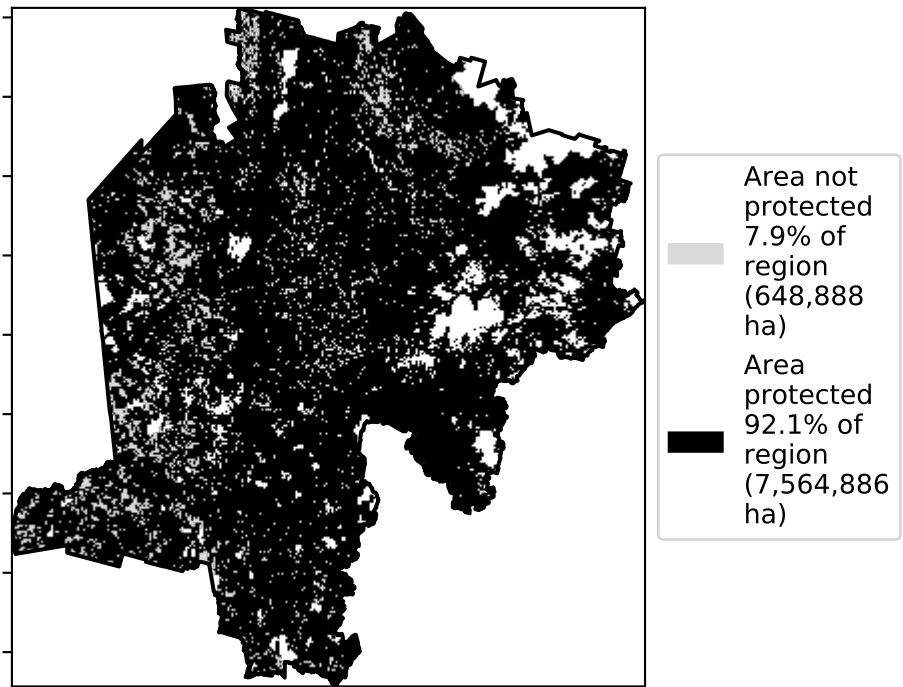 Area not
protected
7.9% of
region
(648,888
ha)
Area
protected
92.1% of
region
(7,564,886
ha)